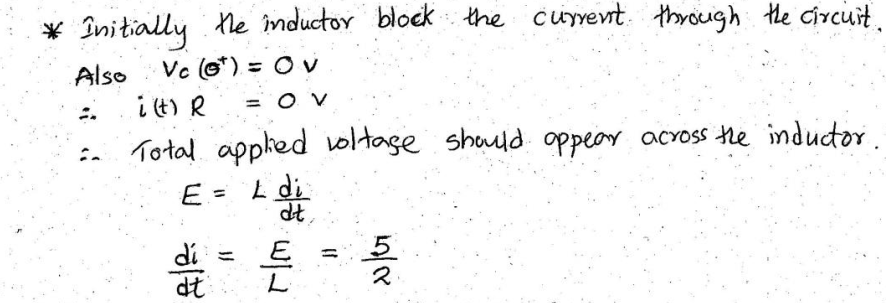 * Initially the inductor block the current through the circuit.
Also Vc (0⁺) = 0 V
∴ i(t) R = 0 V
∴ Total applied voltage should appear across the inductor.
E = L di/dt
di/dt = E/L = 5/2